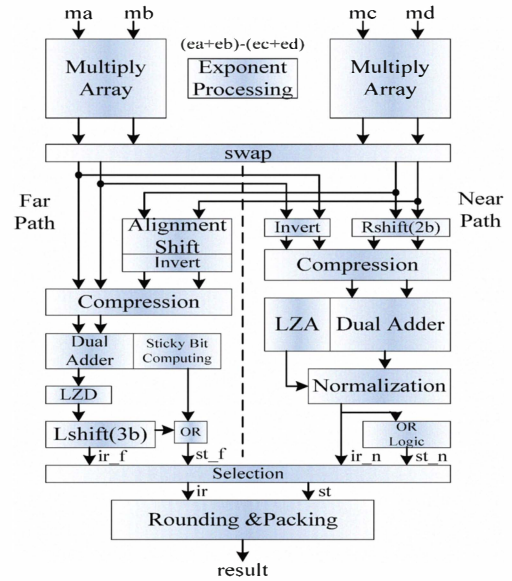 ma mb mc md
(ea+eb)-(ec+ed)
Multiply
Array
Exponent
Processing
Multiply
Array
swap
Far
Path
Near
Path
Alignment
Shift
Invert
Invert
Rshift(2b)
Compression
Compression
LZA
Dual Adder
Dual
Adder
Sticky Bit
Computing
LZD
Normalization
Lshift(3b)
OR
OR
Logic
ir_f
st_f
ir_n
st_n
Selection
ir
st
Rounding &Packing
result